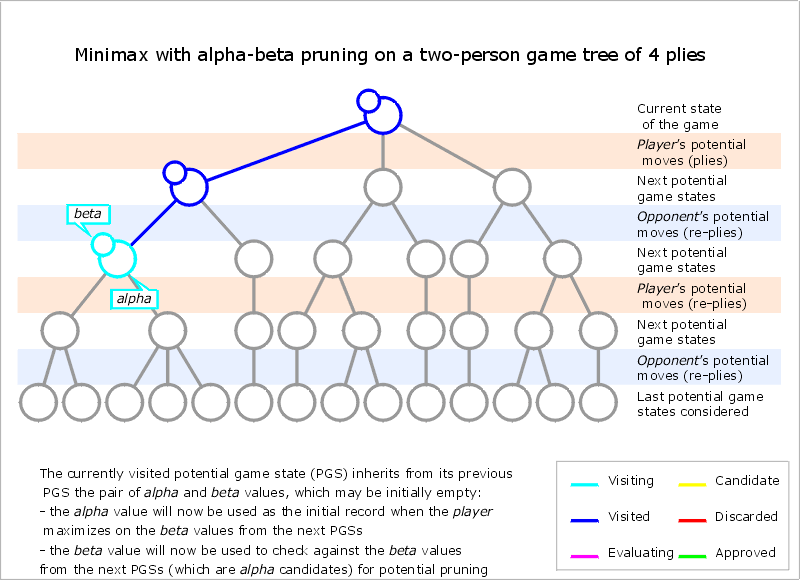 Minimax with alpha-beta pruning on a two-person game tree of 4 plies
Current state
of the game
Player's potential
moves (plies)
Next potential
game states
beta
Opponent's potential
moves (re-plies)
Next potential
game states
alpha
Player's potential
moves (re-plies)
Next potential
game states
Opponent's potential
moves (re-plies)
Last potential game
states considered
The currently visited potential game state (PGS) inherits from its previous
PGS the pair of alpha and beta values, which may be initially empty:
- the alpha value will now be used as the initial record when the player
maximizes on the beta values from the next PGSs
- the beta value will now be used to check against the beta values
from the next PGSs (which are alpha candidates) for potential pruning
Visiting
Candidate
Visited
Discarded
Evaluating
Approved